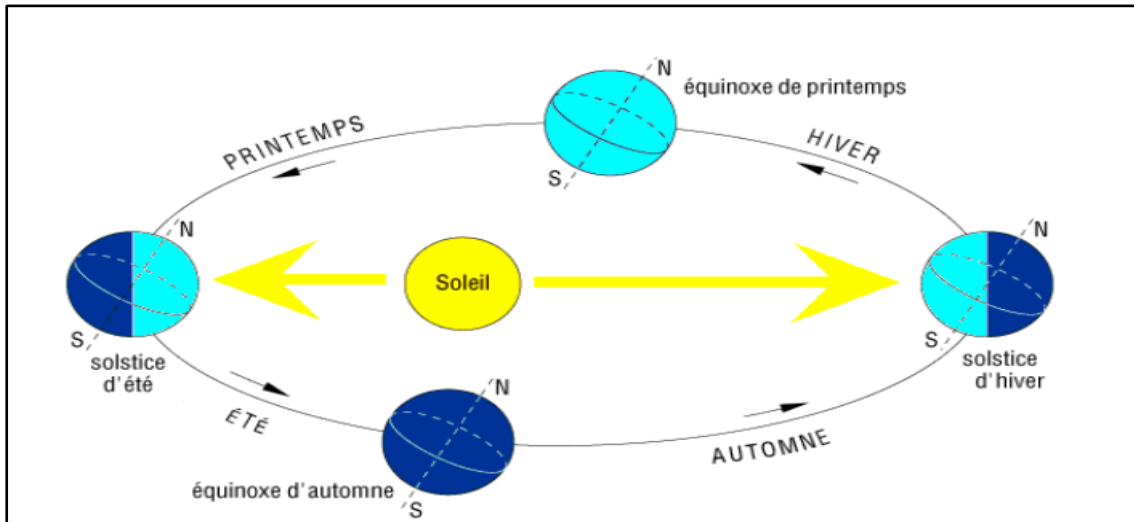 N
équinoxe de printemps
S
PRINTEMPS
HIVER
N
S
solstice
d'été
Soleil
N
S
solstice
d'hiver
ÉTÉ
N
S
équinoxe d'automne
AUTOMNE